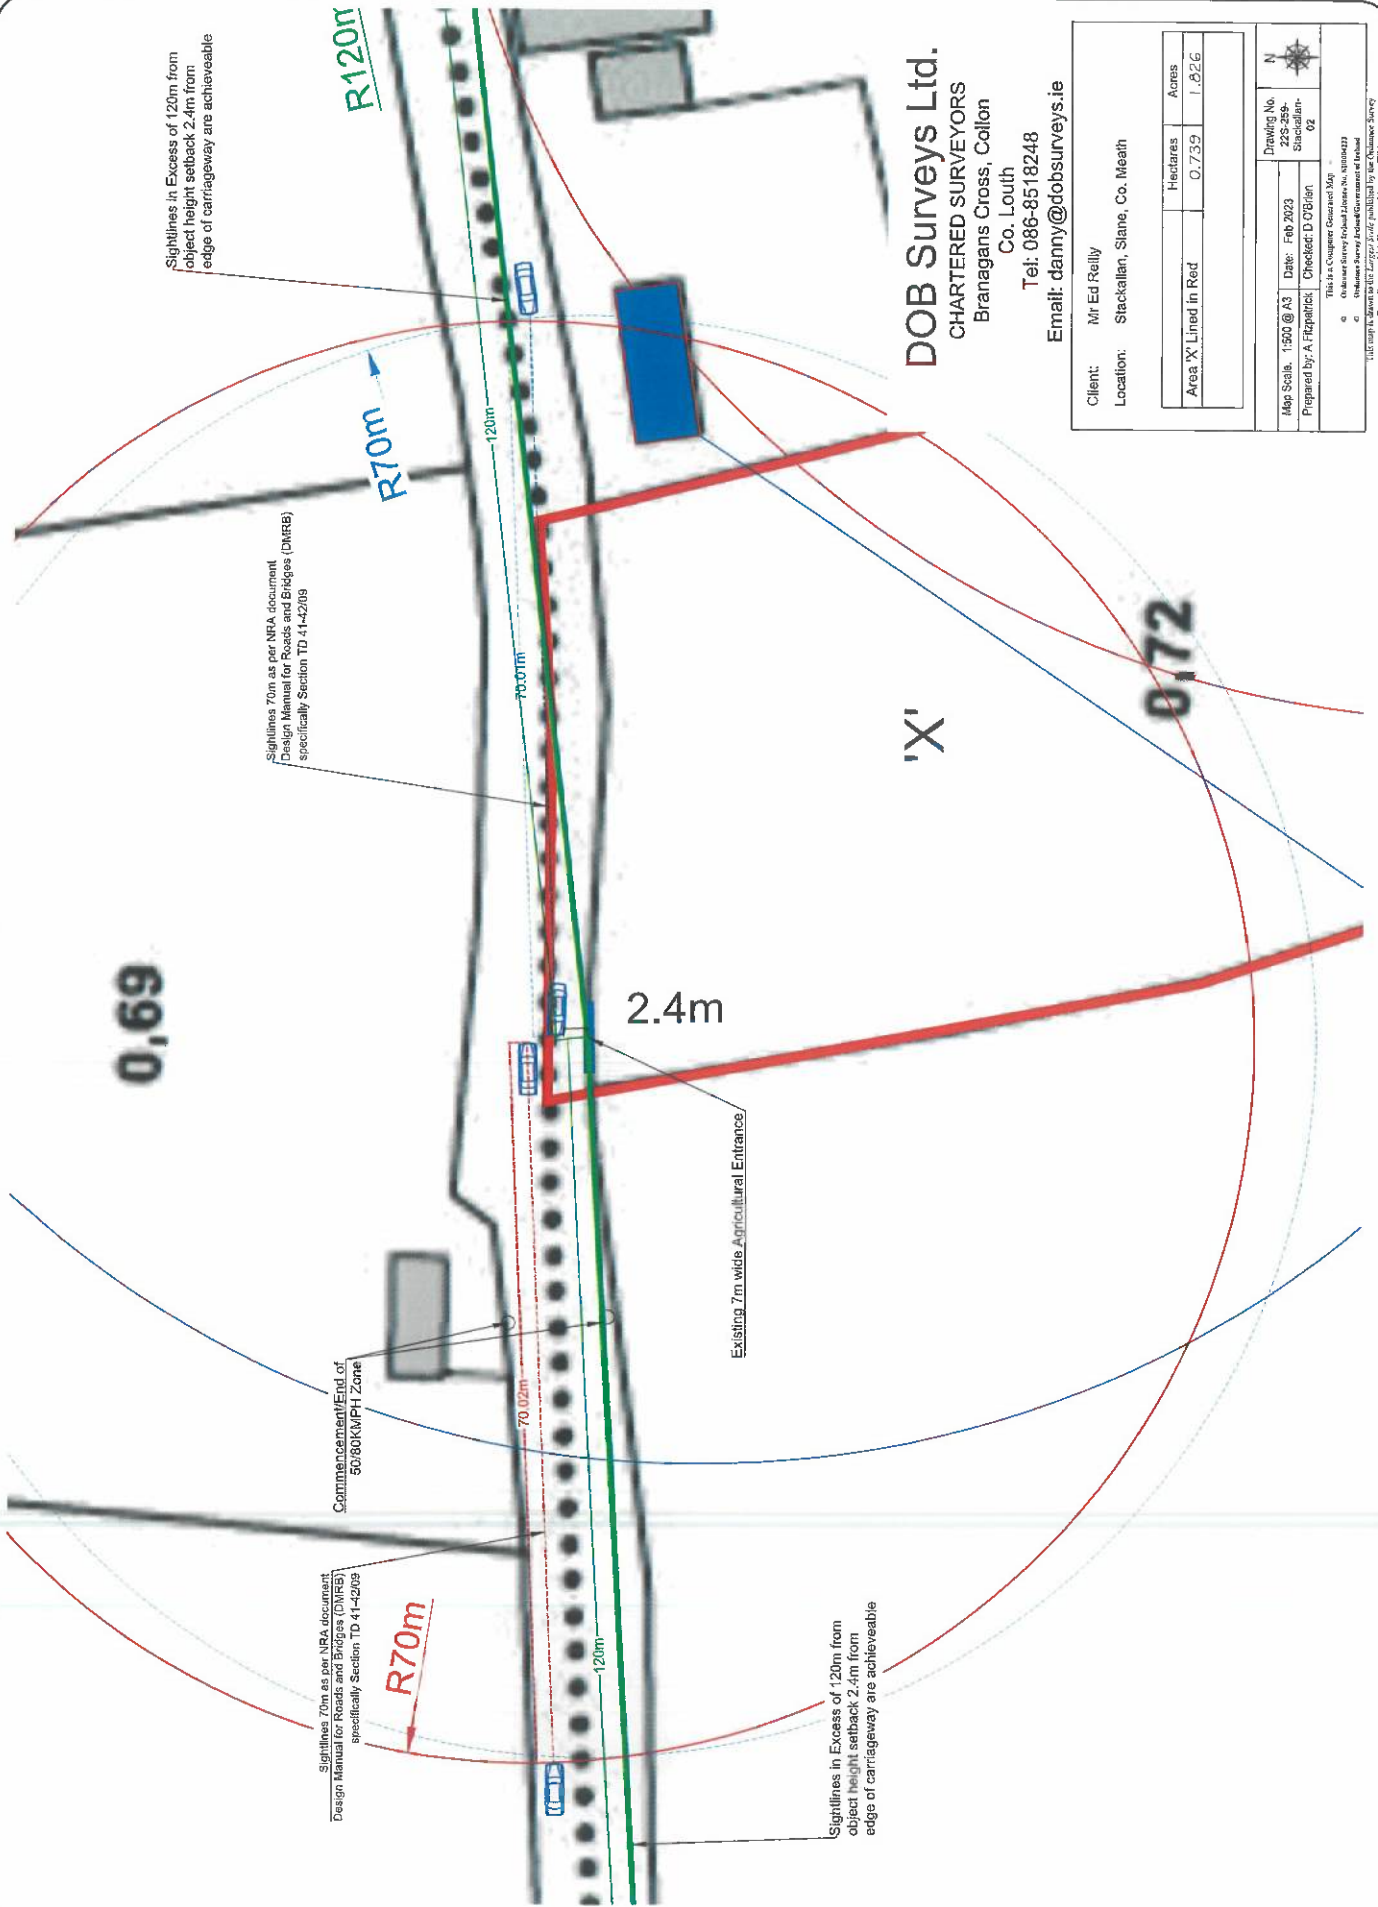 Sightlines in Excess of 120m from
object height setback 2.4m from
edge of carriageway are achieveable
R120m
R70m
120m
Sightlines 70m as per NRA document
Design Manual for Roads and Bridges (DMRB)
specifically Section TD 41-42/09
70.01m
0,69
2.4m
'X'
0,72
Existing 7m wide Agricultural Entrance
Commencement/End of
50/80KMPH Zone
70.02m
Sightlines 70m as per NRA document
Design Manual for Roads and Bridges (DMRB)
specifically Section TD 41-42/09
R70m
120m
Sightlines in Excess of 120m from
object height setback 2.4m from
edge of carriageway are achieveable
DOB Surveys Ltd.
CHARTERED SURVEYORS
Branagans Cross, Collon
Co. Louth
Tel: 086-8518248
Email: danny@dobsurveys.ie
Client: Mr Ed Reilly
Location: Stackallan, Slane, Co. Meath
Hectares Acres
Area 'X' Lined in Red 0.739 1.826
Map Scale. 1:500 @ A3 Date: Feb 2023
Prepared by: A Fitzpatrick Checked: D O'Brien
Drawing No.
22S-259-
Stackallan-
02
N
This is a Computer Generated Map